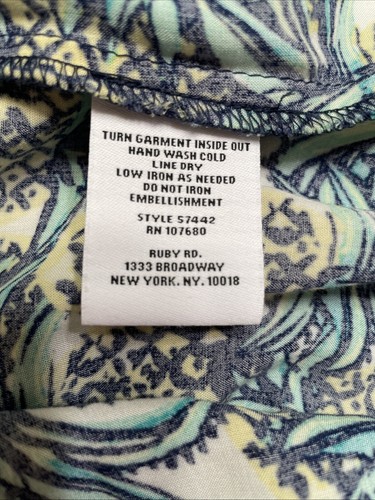 TURN GARMENT INSIDE OUT
HAND WASH COLD
LINE DRY
LOW IRON AS NEEDED
DO NOT IRON
EMBELLISHMENT
STYLE 57442
RN 107680
RUBY RD.
1333 BROADWAY
NEW YORK. NY. 10018